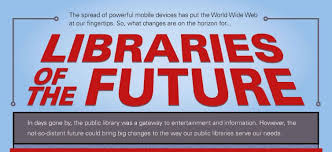 The spread of powerful mobile devices has put the World Wide Web
at our fingertips. So, what changes are on the horizon for...
LIBRARIES
OF THE FUTURE
In days gone by, the public library was a gateway to entertainment and information. However, the
not-so-distant future could bring big changes to the way our public libraries serve our needs.